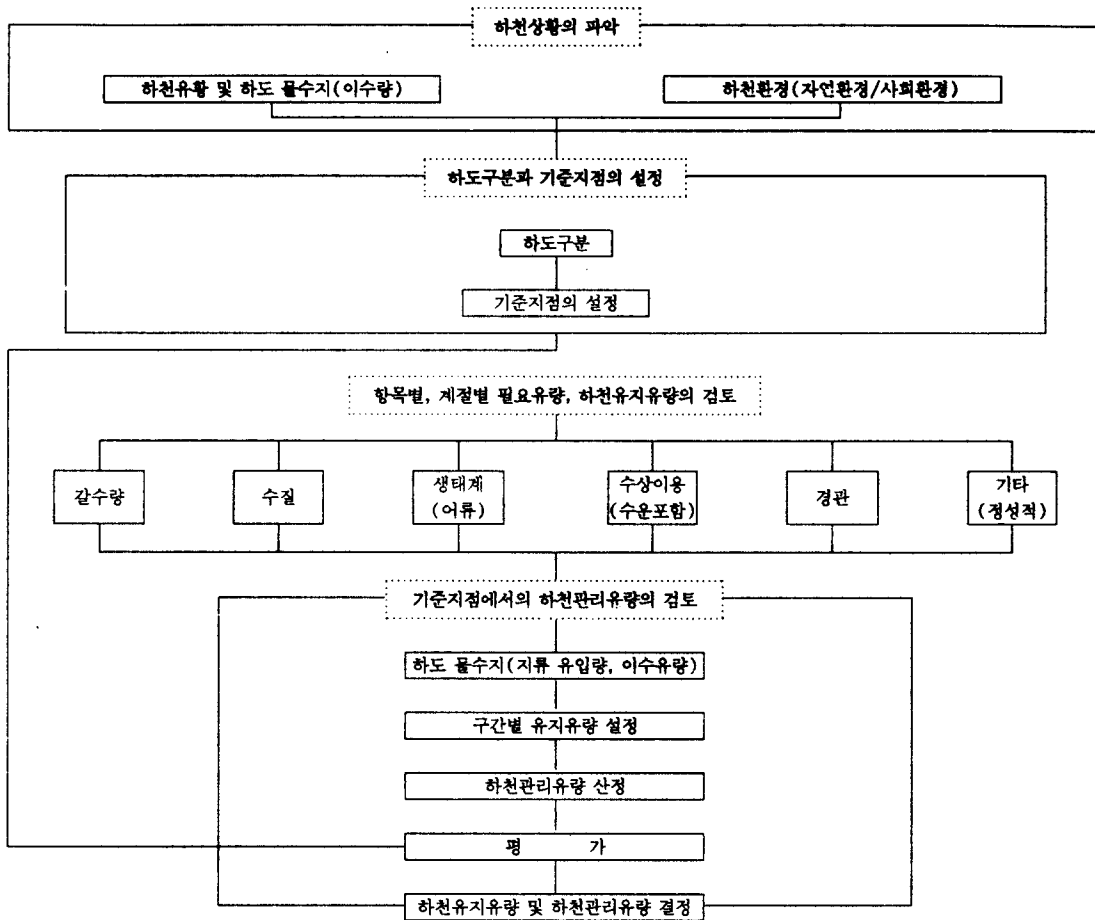 하천상황의 파악
하천유황 및 하도 물수지(이수량)
하천환경(자연환경/사회환경)
하도구분과 기준지점의 설정
하도구분
기준지점의 설정
항목별, 계절별 필요유량, 하천유지유량의 검토
갈수량
수질
생태계
(어류)
수상이용
(수운포함)
경관
기타
(정성적)
기준지점에서의 하천관리유량의 검토
하도 물수지(지류 유입량, 이수유량)
구간별 유지유량 설정
하천관리유량 산정
평 가
하천유지유량 및 하천관리유량 결정